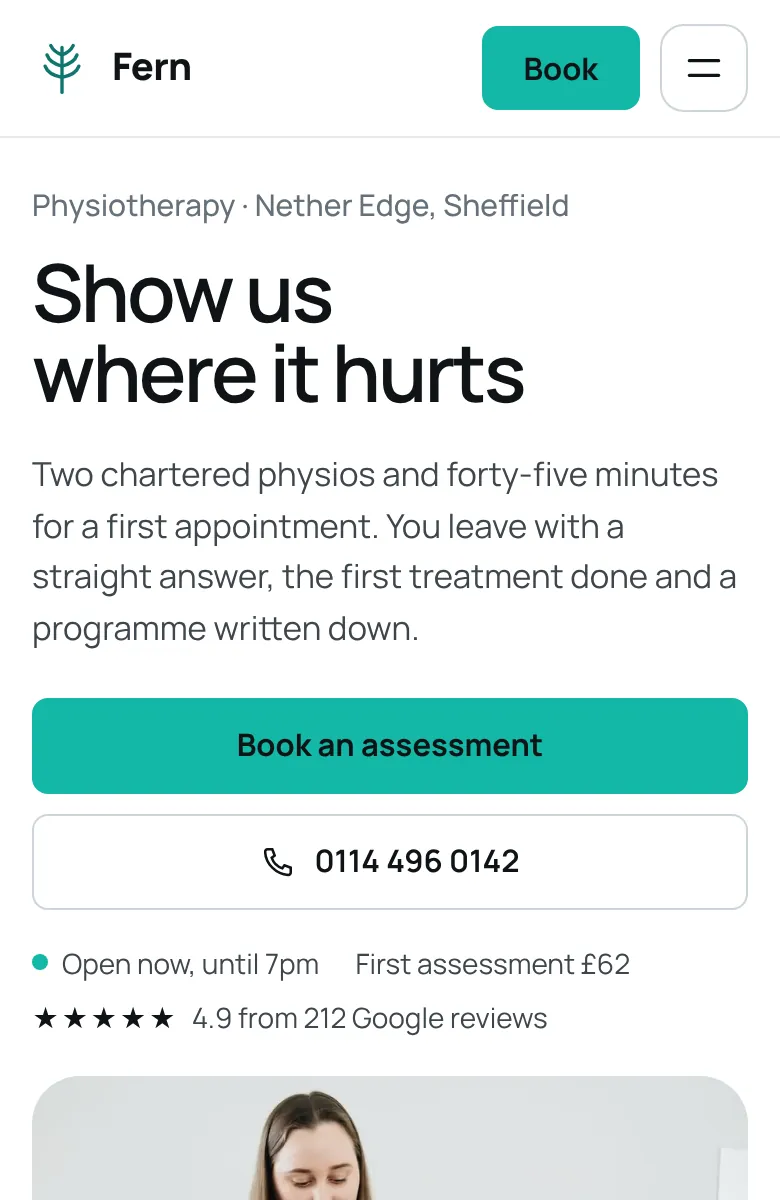 Fern
Book
Physiotherapy · Nether Edge, Sheffield
Show us
where it hurts
Two chartered physios and forty-five minutes
for a first appointment. You leave with a
straight answer, the first treatment done and a
programme written down.
Book an assessment
0114 496 0142
Open now, until 7pm First assessment £62
★★★★★ 4.9 from 212 Google reviews